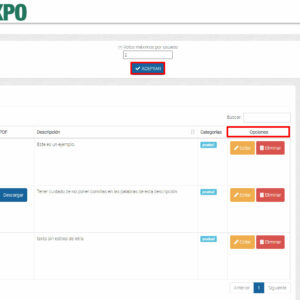 XPO
(*) Votos máximos por usuario
ACEPTAR
Buscar:
PDF Descripción Categorías Opciones
Este es un ejemplo. prueba1 Editar Eliminar
Descargar Tener cuidado de no poner comillas en las palabras de esta descripción. prueba1 Editar Eliminar
texto sin estilos de letra prueba1 Editar Eliminar
Anterior 1 Siguiente